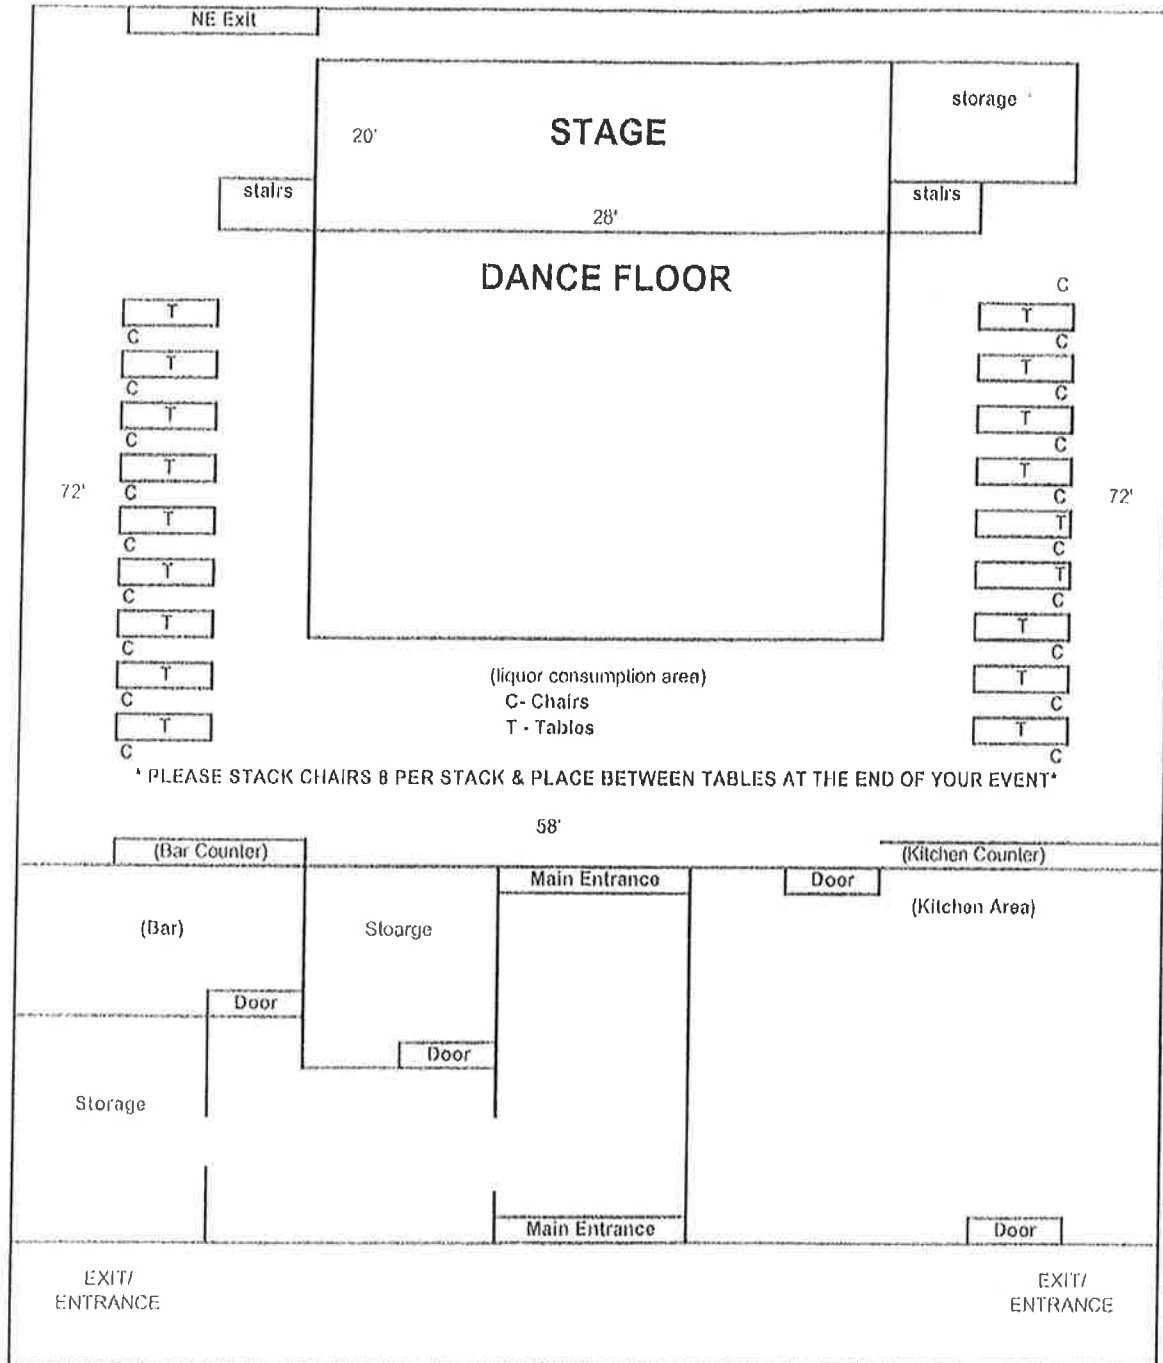 NE Exit
storage
20'
STAGE
stairs
stairs
28'
DANCE FLOOR
C
T
T
C
C
T
T
C
C
T
T
C
C
T
T
72'
C
C
72'
T
T
C
C
T
T
C
C
T
T
C
C
T
T
C
C
T
T
C
C
(liquor consumption area)
C- Chairs
T - Tables
* PLEASE STACK CHAIRS 8 PER STACK & PLACE BETWEEN TABLES AT THE END OF YOUR EVENT*
58'
(Bar Counter)
(Kitchen Counter)
Main Entrance
Door
(Kitchen Area)
(Bar)
Stoarge
Door
Door
Storage
Main Entrance
Door
EXIT/
ENTRANCE
EXIT/
ENTRANCE